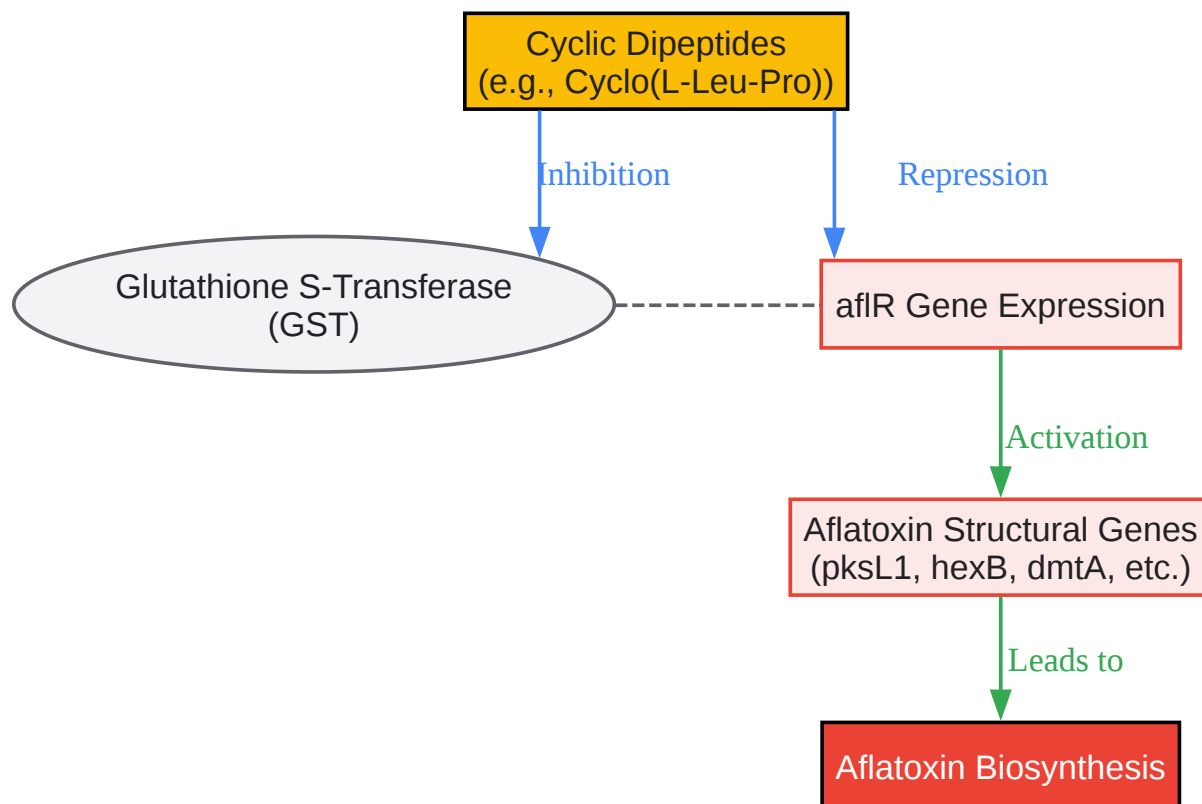 Cyclic Dipeptides
(e.g., Cyclo(L-Leu-Pro))
Inhibition
Repression
Glutathione S-Transferase
(GST)
aflR Gene Expression
Activation
Aflatoxin Structural Genes
(pksL1, hexB, dmtA, etc.)
Leads to
Aflatoxin Biosynthesis